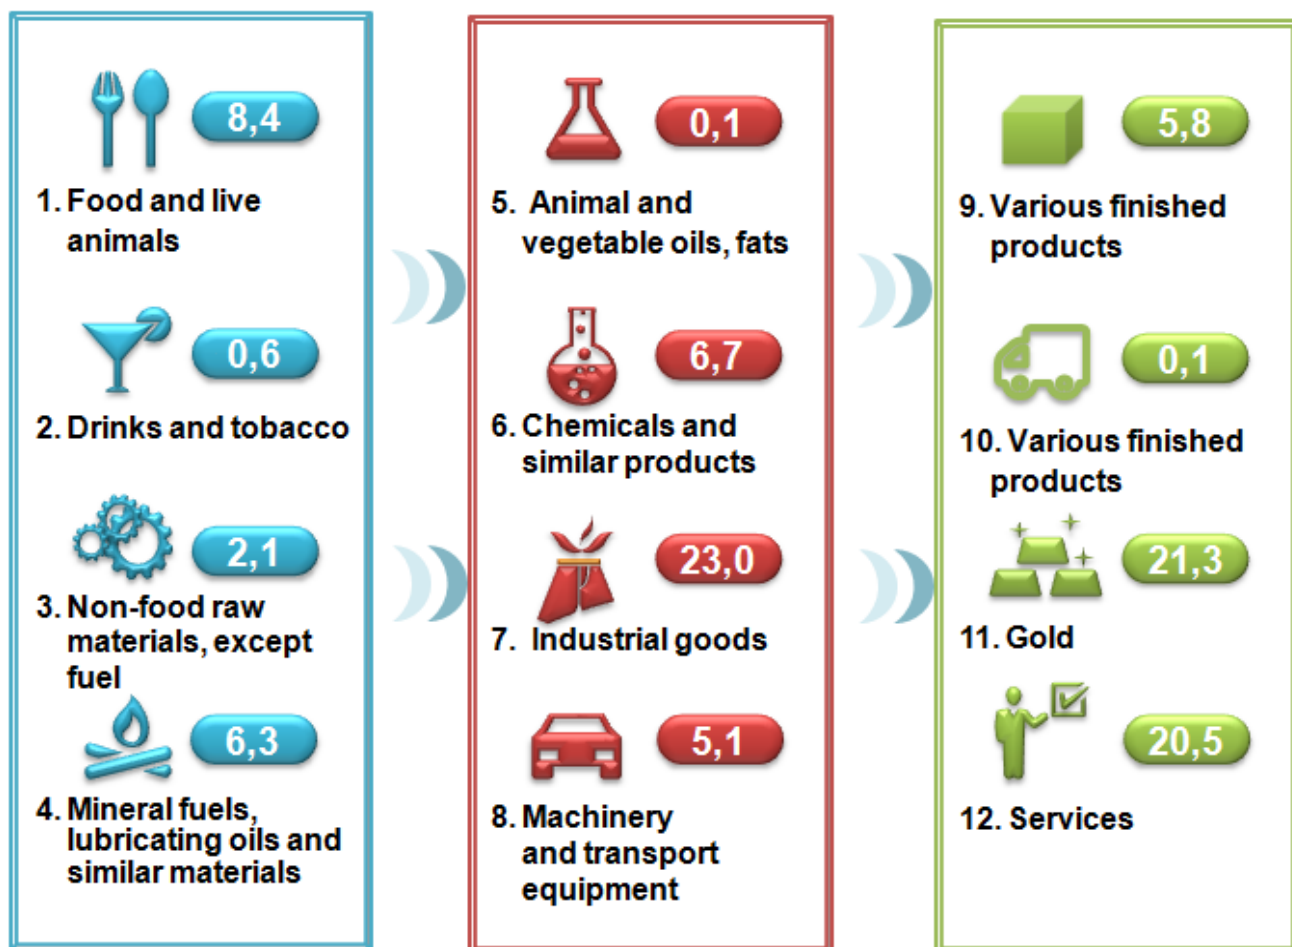 8,4
1. Food and live
animals
0,6
2. Drinks and tobacco
2,1
3. Non-food raw
materials, except
fuel
6,3
4. Mineral fuels,
lubricating oils and
similar materials
0,1
5. Animal and
vegetable oils, fats
6,7
6. Chemicals and
similar products
23,0
7. Industrial goods
5,1
8. Machinery
and transport
equipment
5,8
9. Various finished
products
0,1
10. Various finished
products
21,3
11. Gold
20,5
12. Services